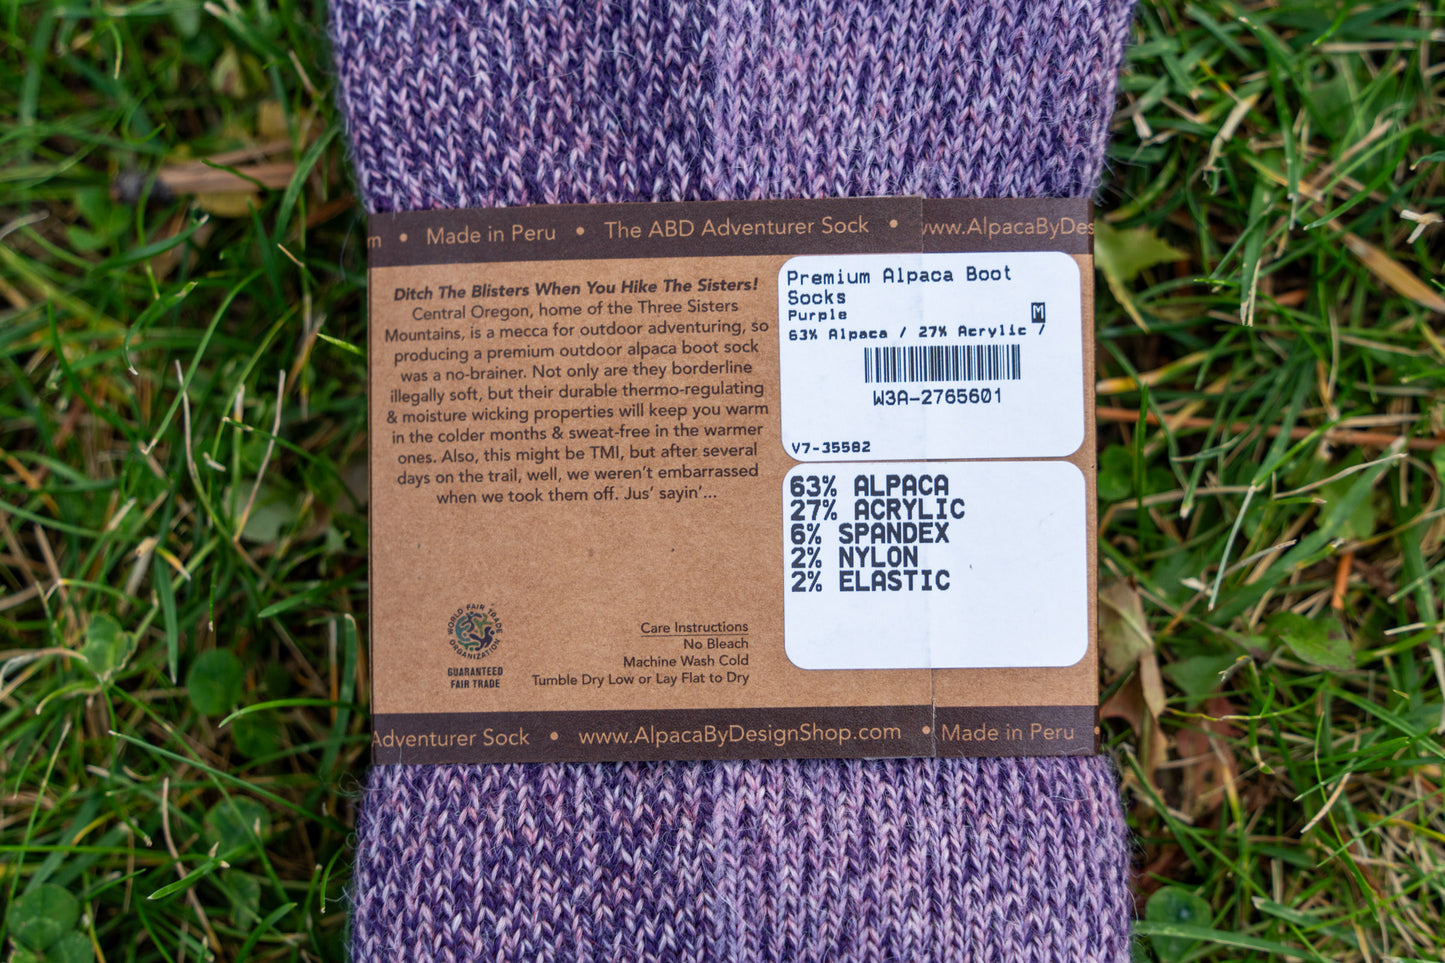 m • Made in Peru • The ABD Adventurer Sock • www.AlpacaByDes
Ditch The Blisters When You Hike The Sisters!
Central Oregon, home of the Three Sisters
Mountains, is a mecca for outdoor adventuring, so
producing a premium outdoor alpaca boot sock
was a no-brainer. Not only are they borderline
illegally soft, but their durable thermo-regulating
& moisture wicking properties will keep you warm
in the colder months & sweat-free in the warmer
ones. Also, this might be TMI, but after several
days on the trail, well, we weren't embarrassed
when we took them off. Jus' sayin'...
WORLD FAIR TRADE
ORGANIZATION
GUARANTEED
FAIR TRADE
Care Instructions
No Bleach
Machine Wash Cold
Tumble Dry Low or Lay Flat to Dry
Premium Alpaca Boot
Socks
Purple M
63% Alpaca / 27% Acrylic /
W3A-2765601
V7-35582
63% ALPACA
27% ACRYLIC
6% SPANDEX
2% NYLON
2% ELASTIC
Adventurer Sock • www.AlpacaByDesignShop.com • Made in Peru •